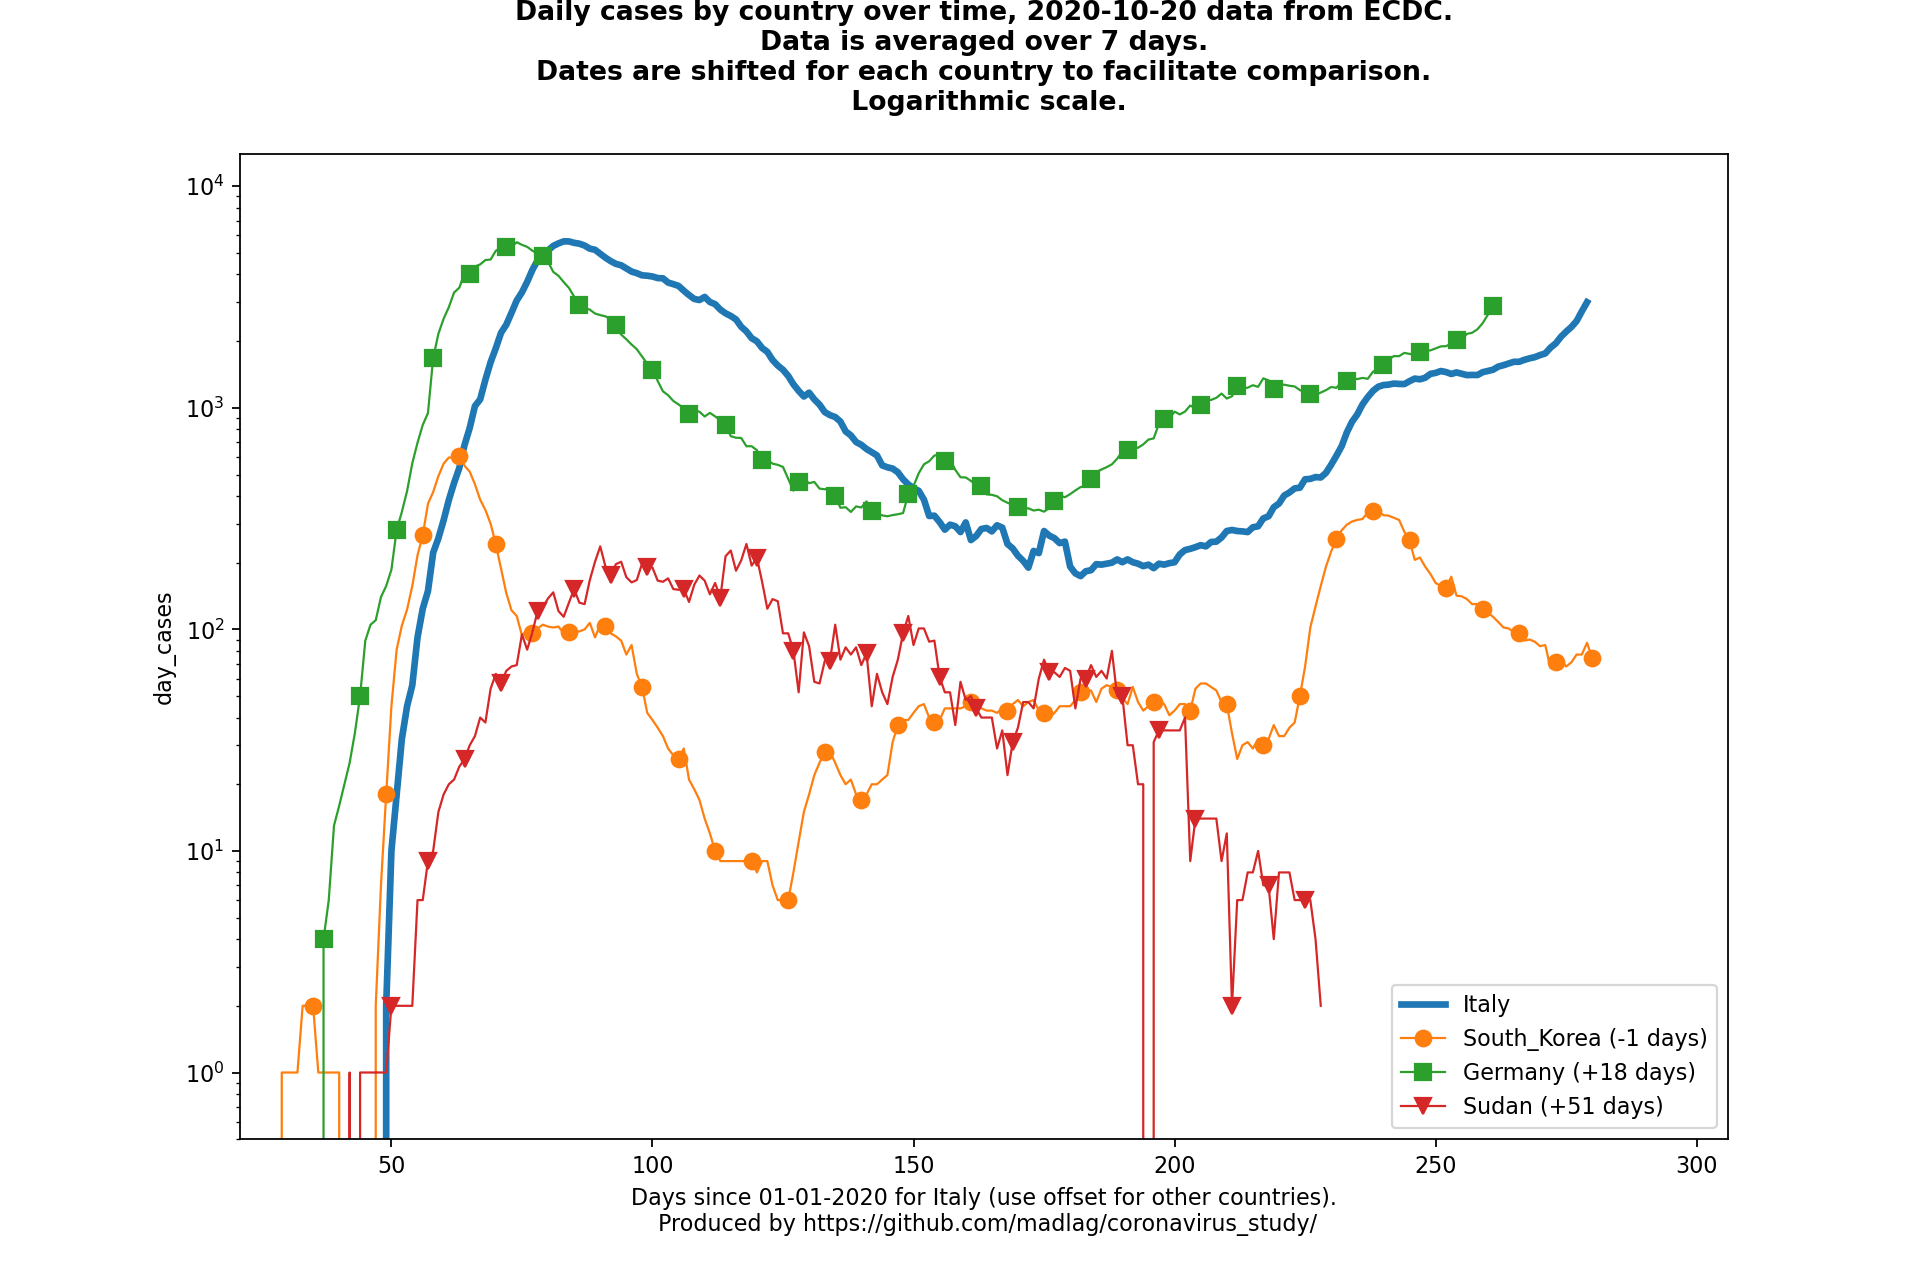 Daily cases by country over time, 2020-10-20 data from ECDC.
Data is averaged over 7 days.
Dates are shifted for each country to facilitate comparison.
Logarithmic scale.
10^4
10^3
10^2
10^1
10^0
day_cases
Italy
South_Korea (-1 days)
Germany (+18 days)
Sudan (+51 days)
50 100 150 200 250 300
Days since 01-01-2020 for Italy (use offset for other countries).
Produced by https://github.com/madlag/coronavirus_study/